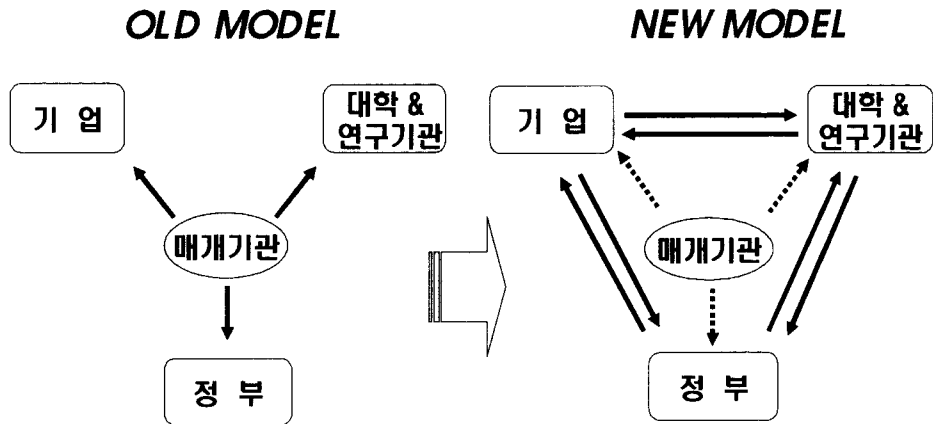 OLD MODEL
기 업
대학 &
연구기관
매개기관
정 부
NEW MODEL
기 업
대학 &
연구기관
매개기관
정 부